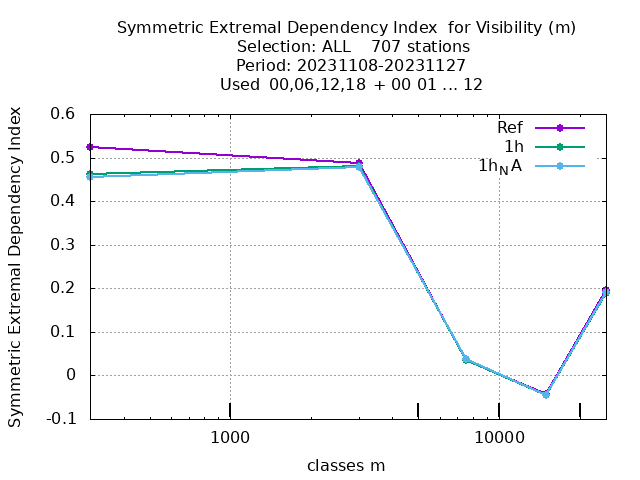 Symmetric Extremal Dependency Index  for Visibility (m)
Selection: ALL    707 stations
Period: 20231108-20231127
Used  00,06,12,18  + 00 01 ... 12
Symmetric Extremal Dependency Index
0.6
0.5
0.4
0.3
0.2
0.1
0
-0.1
Ref
1h
1hNA
1000
10000
classes m